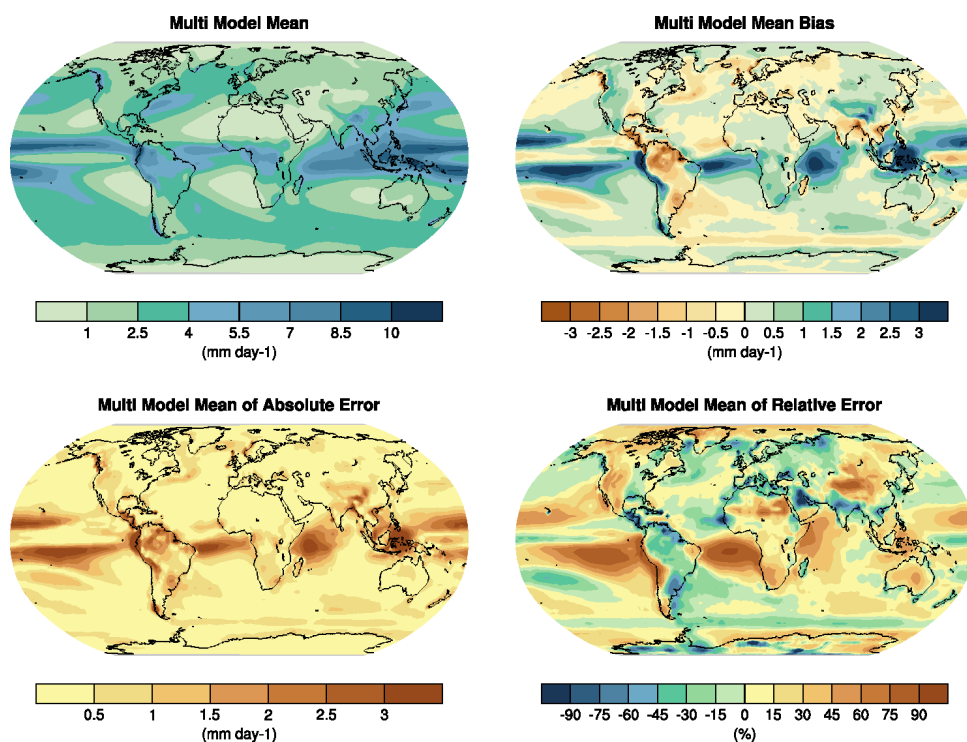 Multi Model Mean
Multi Model Mean Bias
1 2.5 4 5.5 7 8.5 10
(mm day-1)
-3 -2.5 -2 -1.5 -1 -0.5 0 0.5 1 1.5 2 2.5 3
(mm day-1)
Multi Model Mean of Absolute Error
Multi Model Mean of Relative Error
0.5 1 1.5 2 2.5 3
(mm day-1)
-90 -75 -60 -45 -30 -15 0 15 30 45 60 75 90
(%)